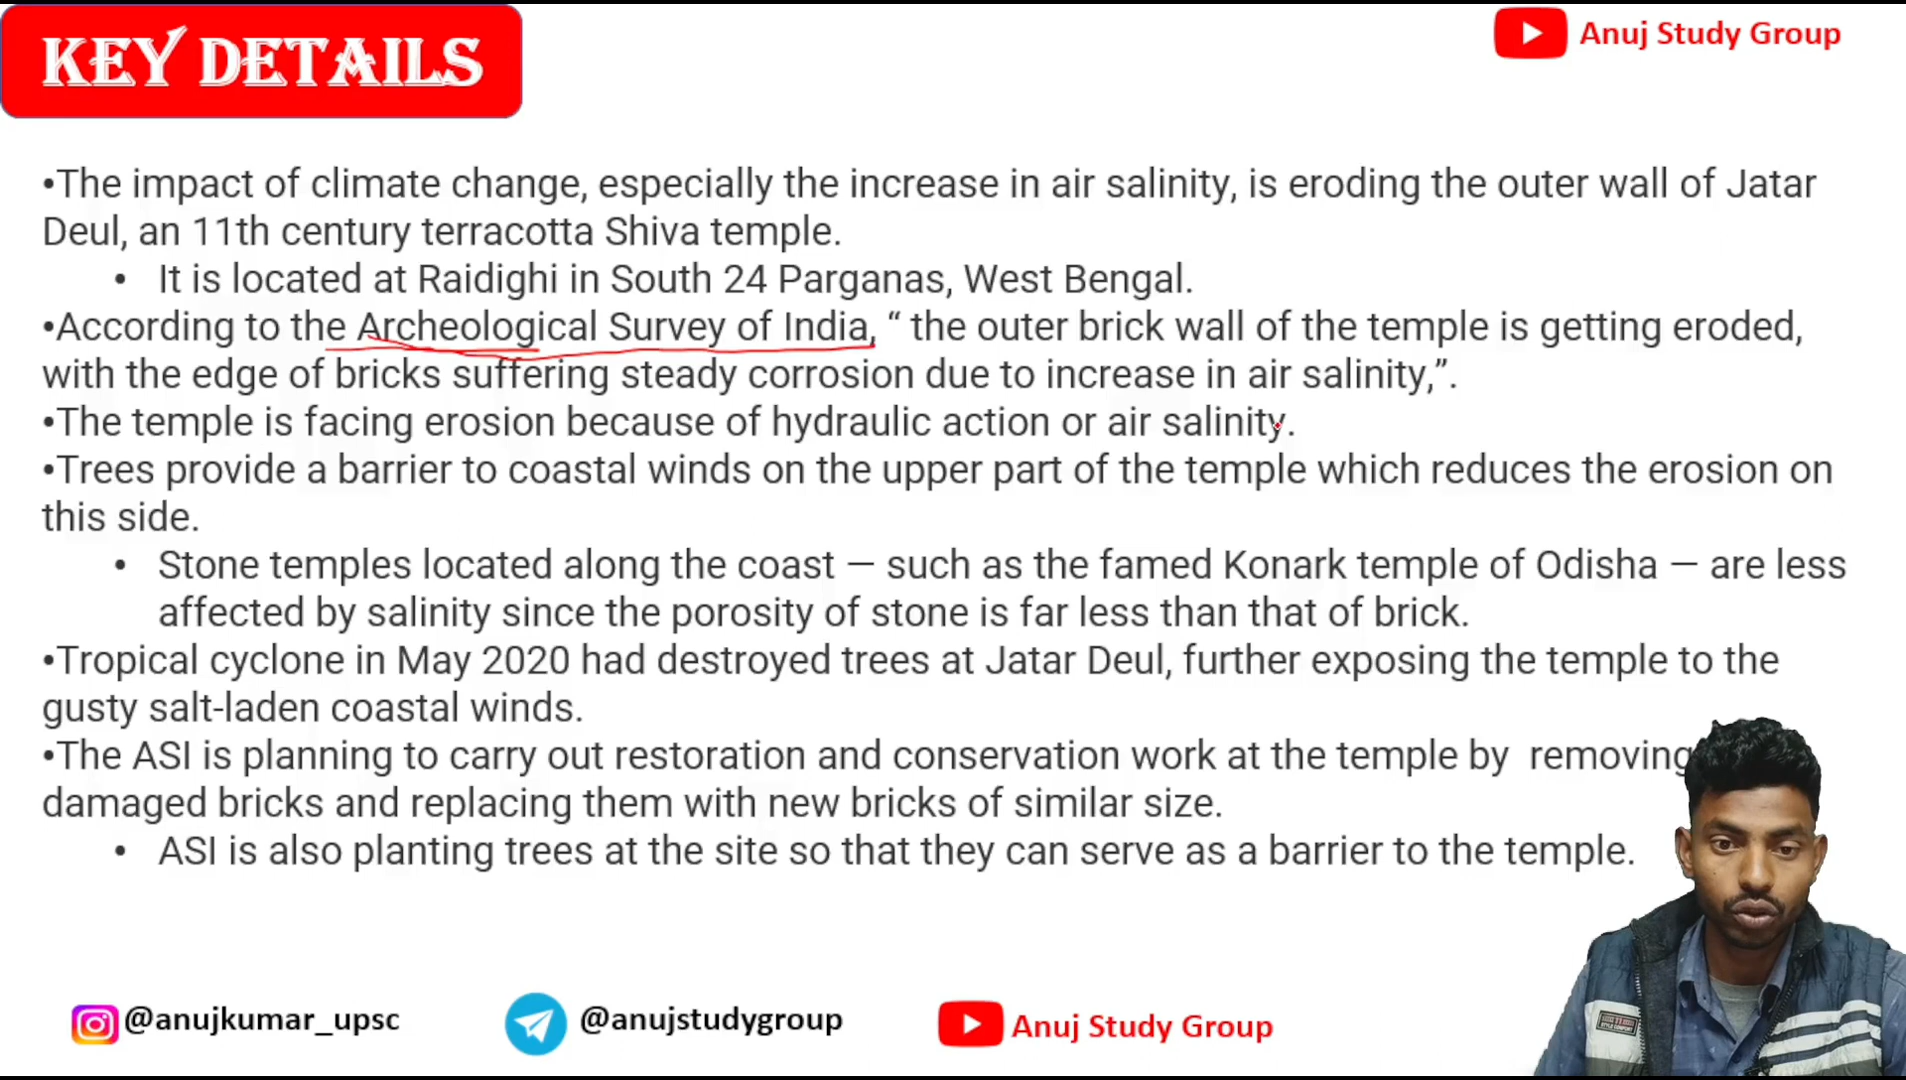 KEY DETAILS
Anuj Study Group
•The impact of climate change, especially the increase in air salinity, is eroding the outer wall of Jatar
Deul, an 11th century terracotta Shiva temple.
• It is located at Raidighi in South 24 Parganas, West Bengal.
•According to the Archeological Survey of India, “ the outer brick wall of the temple is getting eroded,
with the edge of bricks suffering steady corrosion due to increase in air salinity,”.
•The temple is facing erosion because of hydraulic action or air salinity.
•Trees provide a barrier to coastal winds on the upper part of the temple which reduces the erosion on
this side.
• Stone temples located along the coast — such as the famed Konark temple of Odisha — are less
affected by salinity since the porosity of stone is far less than that of brick.
•Tropical cyclone in May 2020 had destroyed trees at Jatar Deul, further exposing the temple to the
gusty salt-laden coastal winds.
•The ASI is planning to carry out restoration and conservation work at the temple by removing
damaged bricks and replacing them with new bricks of similar size.
• ASI is also planting trees at the site so that they can serve as a barrier to the temple.
@anujkumar_upsc
@anujstudygroup
Anuj Study Group